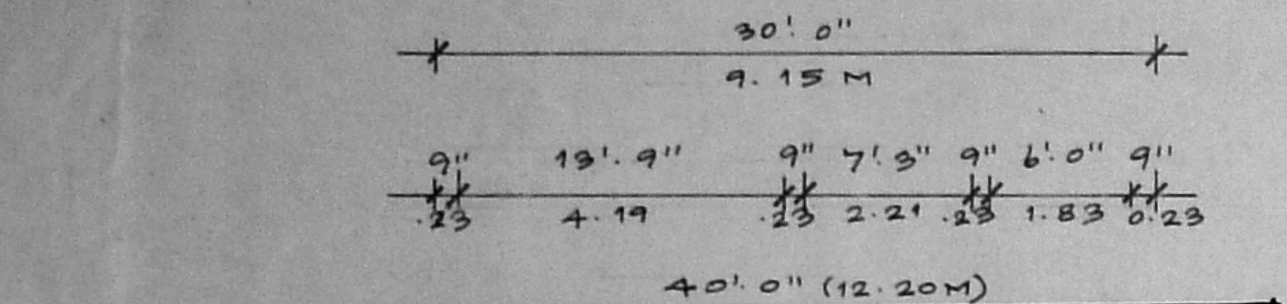 30'. 0"
9. 15 M
9" 13'. 9" 9" 7'. 3" 9" 6'. 0" 9"
.23 4.19 .23 2.21 .23 1.83 0.23
40'. 0" (12.20M)